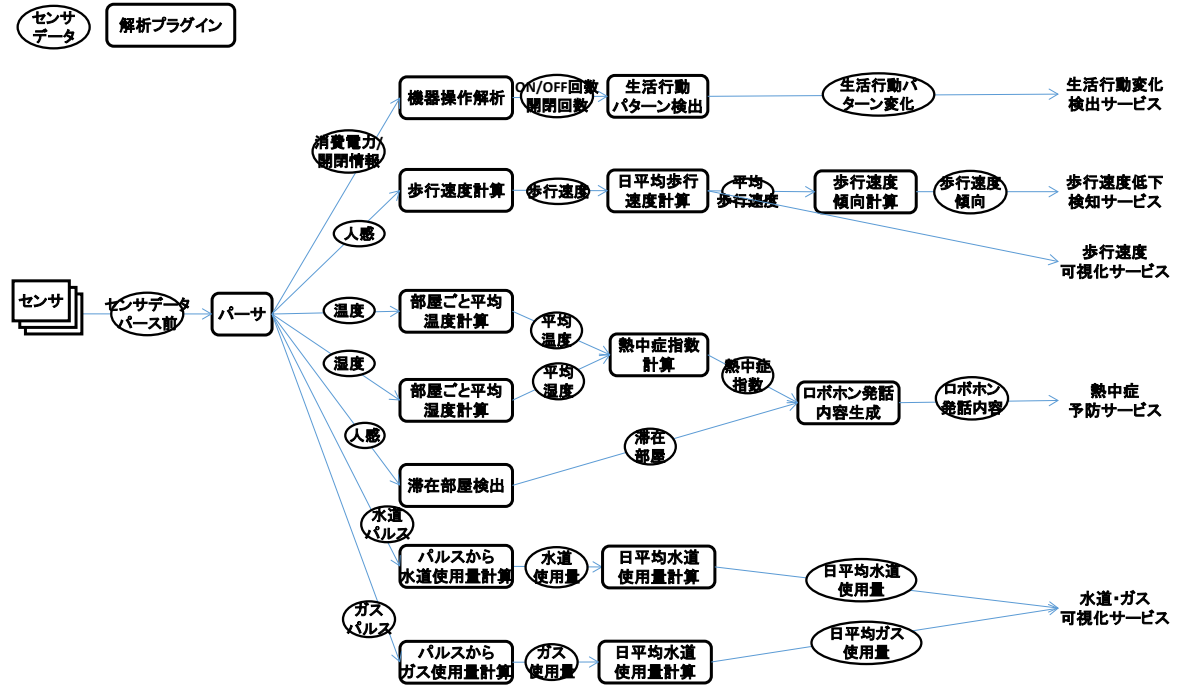 センサ
データ
解析プラグイン
機器操作解析
ON/OFF回数
開閉回数
生活行動
パターン検出
生活行動パ
ターン変化
生活行動変化
検出サービス
消費電力/
開閉情報
歩行速度計算
歩行速度
日平均歩行
速度計算
平均
歩行速度
歩行速度
傾向計算
歩行速度
傾向
歩行速度低下
検知サービス
人感
歩行速度
可視化サービス
センサ
センサデータ
パース前
パーサ
温度
部屋ごと平均
温度計算
平均
温度
湿度
部屋ごと平均
湿度計算
平均
湿度
熱中症指数
計算
熱中症
指数
ロボホン発話
内容生成
ロボホン
発話内容
熱中症
予防サービス
人感
滞在部屋検出
滞在
部屋
水道
パルス
パルスから
水道使用量計算
水道
使用量
日平均水道
使用量計算
日平均水道
使用量
水道・ガス
可視化サービス
ガス
パルス
パルスから
ガス使用量計算
ガス
使用量
日平均水道
使用量計算
日平均ガス
使用量